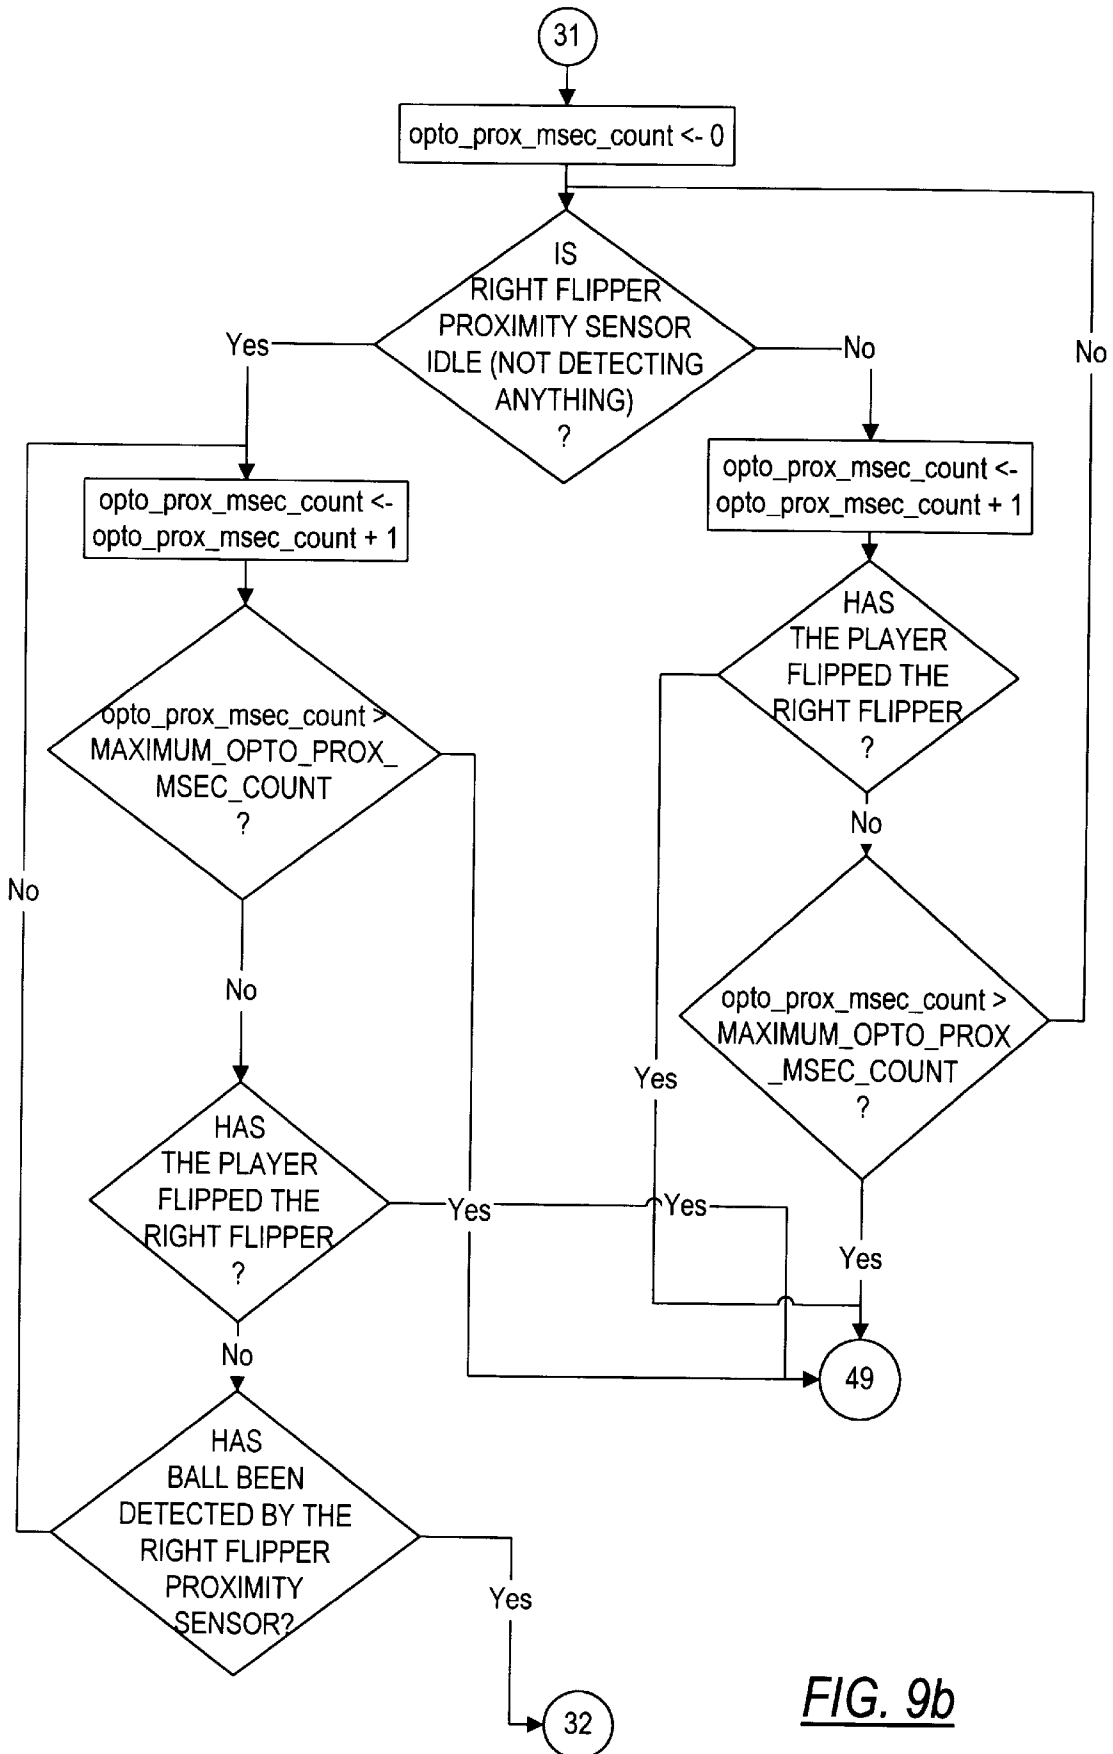 31
opto_prox_msec_count <- 0
IS
RIGHT FLIPPER
PROXIMITY SENSOR
IDLE (NOT DETECTING
ANYTHING)
?
Yes
No
No
opto_prox_msec_count <-
opto_prox_msec_count + 1
opto_prox_msec_count <-
opto_prox_msec_count + 1
HAS
THE PLAYER
FLIPPED THE
RIGHT FLIPPER
?
opto_prox_msec_count >
MAXIMUM_OPTO_PROX_
MSEC_COUNT
?
No
No
No
opto_prox_msec_count >
MAXIMUM_OPTO_PROX
_MSEC_COUNT
?
Yes
HAS
THE PLAYER
FLIPPED THE
RIGHT FLIPPER
?
Yes
Yes
Yes
No
49
HAS
BALL BEEN
DETECTED BY THE
RIGHT FLIPPER
PROXIMITY
SENSOR?
Yes
32
FIG. 9b